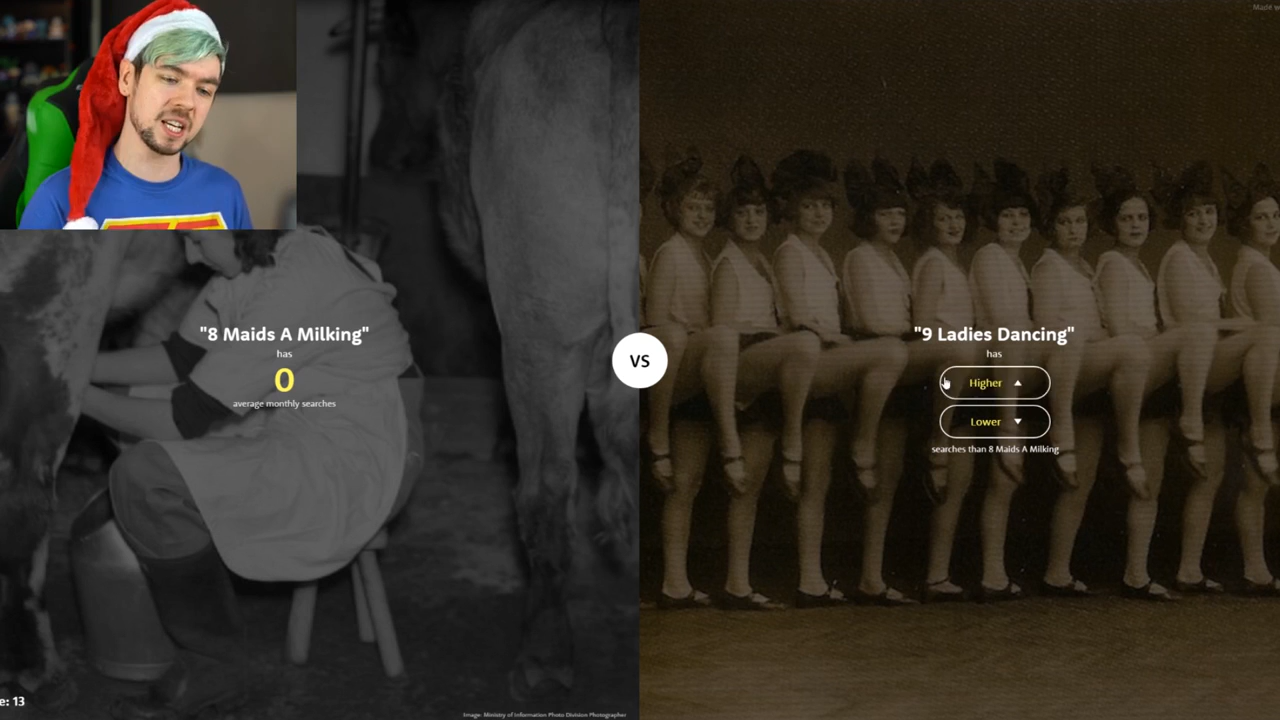 "8 Maids A Milking"
has
0
average monthly searches
VS
"9 Ladies Dancing"
has
Higher
Lower
searches than 8 Maids A Milking
e: 13
Image: Ministry of Information Photo Division Photographer
Made w